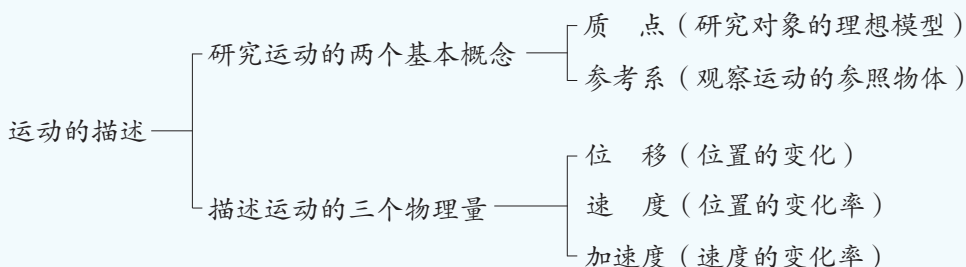 质　点（研究对象的理想模型）
研究运动的两个基本概念
参考系（观察运动的参照物体）
运动的描述
位　移（位置的变化）
描述运动的三个物理量
速　度（位置的变化率）
加速度（速度的变化率）